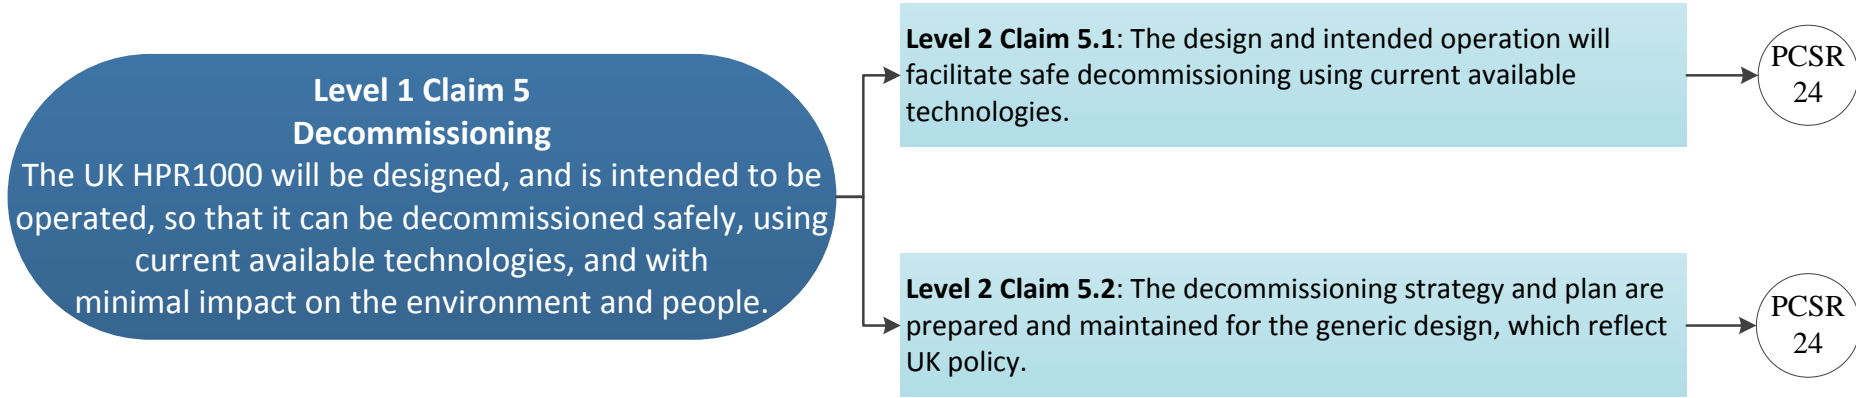 Level 1 Claim 5
Decommissioning
The UK HPR1000 will be designed, and is intended to be
operated, so that it can be decommissioned safely, using
current available technologies, and with
minimal impact on the environment and people.
Level 2 Claim 5.1: The design and intended operation will
facilitate safe decommissioning using current available
technologies.
PCSR
24
Level 2 Claim 5.2: The decommissioning strategy and plan are
prepared and maintained for the generic design, which reflect
UK policy.
PCSR
24